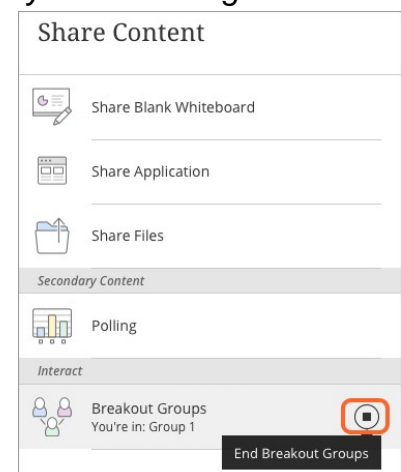 Share Content
Share Blank Whiteboard
Share Application
Share Files
Secondary Content
Polling
Interact
Breakout Groups
You're in: Group 1
End Breakout Groups